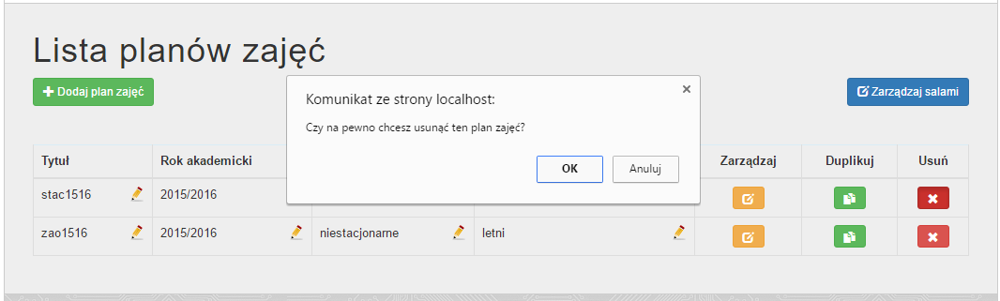 Lista planów zajęć
Dodaj plan zajęć
Zarządzaj salami
Komunikat ze strony localhost:
Czy na pewno chcesz usunąć ten plan zajęć?
OK Anuluj
Tytuł Rok akademicki Zarządzaj Duplikuj Usuń
stac1516 2015/2016
zao1516 2015/2016 niestacjonarne letni